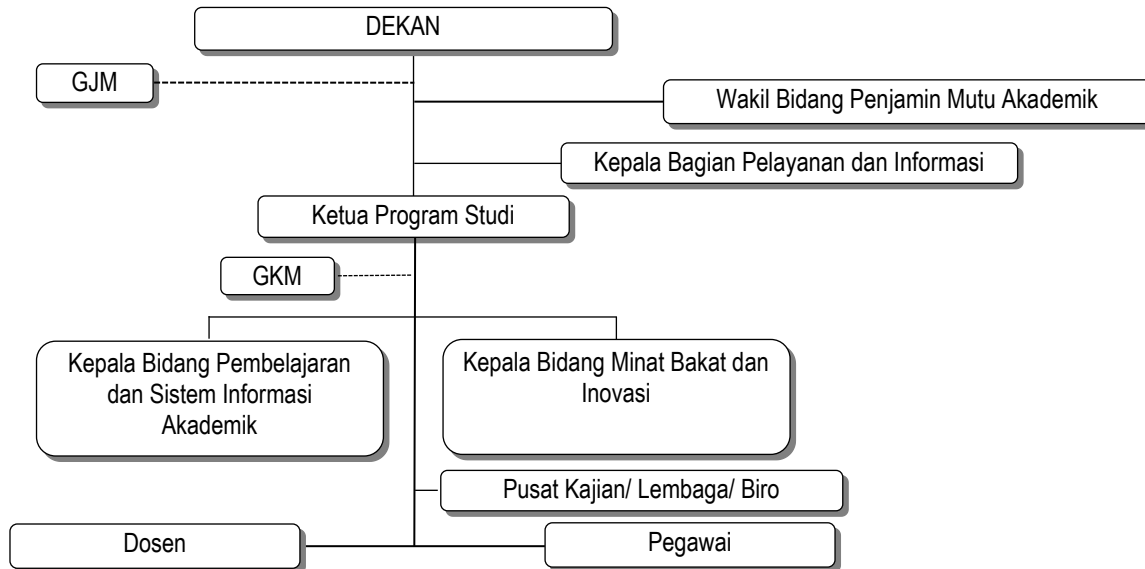 DEKAN
GJM
Wakil Bidang Penjamin Mutu Akademik
Kepala Bagian Pelayanan dan Informasi
Ketua Program Studi
GKM
Kepala Bidang Pembelajaran
dan Sistem Informasi
Akademik
Kepala Bidang Minat Bakat dan
Inovasi
Pusat Kajian/ Lembaga/ Biro
Dosen
Pegawai